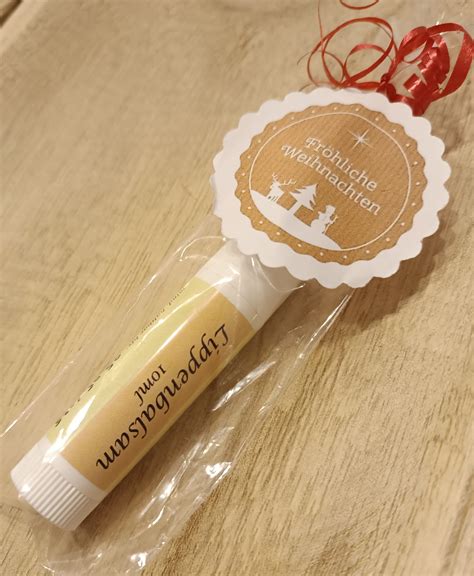 Fröhliche
Weihnachten
Lippenbalsam
10ml